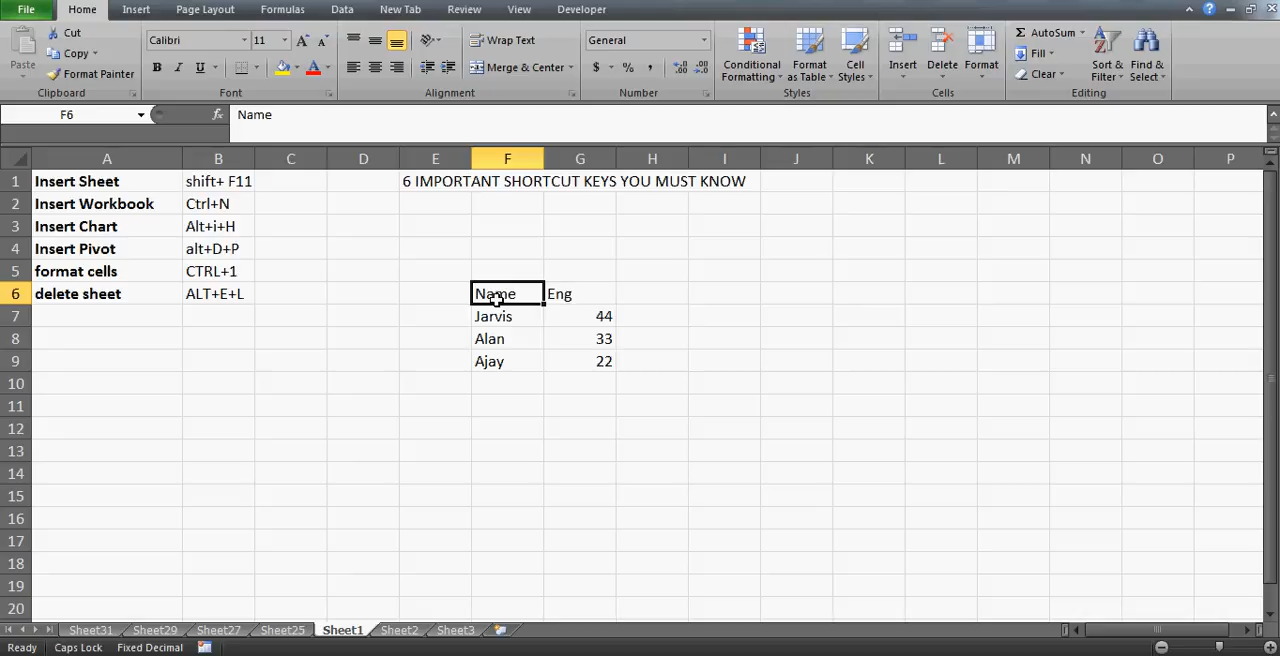 File Home Insert Page Layout Formulas Data New Tab Review View Developer
Paste Cut Copy Format Painter Clipboard
Calibri 11 A A B I U A Font
Wrap Text Merge & Center Alignment
General $ % , Number
Conditional Formatting Format as Table Cell Styles Styles
Insert Delete Format Cells
Σ AutoSum Fill Clear Sort & Filter Find & Select Editing
F6 fx Name
A B C D E F G H I J K L M N O P
1 Insert Sheet shift+ F11 6 IMPORTANT SHORTCUT KEYS YOU MUST KNOW
2 Insert Workbook Ctrl+N
3 Insert Chart Alt+i+H
4 Insert Pivot alt+D+P
5 format cells CTRL+1
6 delete sheet ALT+E+L Name Eng
7 Jarvis 44
8 Alan 33
9 Ajay 22
10
11
12
13
14
15
16
17
18
19
20
Sheet31 Sheet29 Sheet27 Sheet25 Sheet1 Sheet2 Sheet3
Ready Caps Lock Fixed Decimal